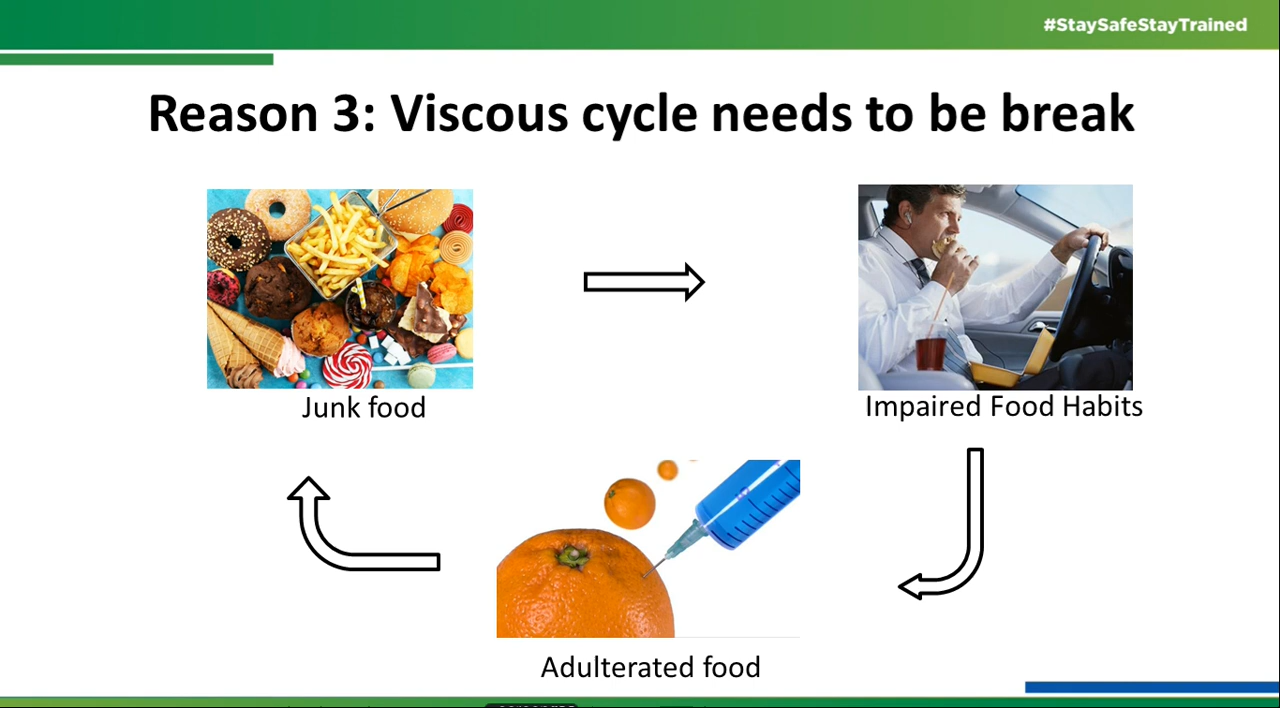 #StaySafeStayTrained
Reason 3: Viscous cycle needs to be break
Junk food
Impaired Food Habits
Adulterated food